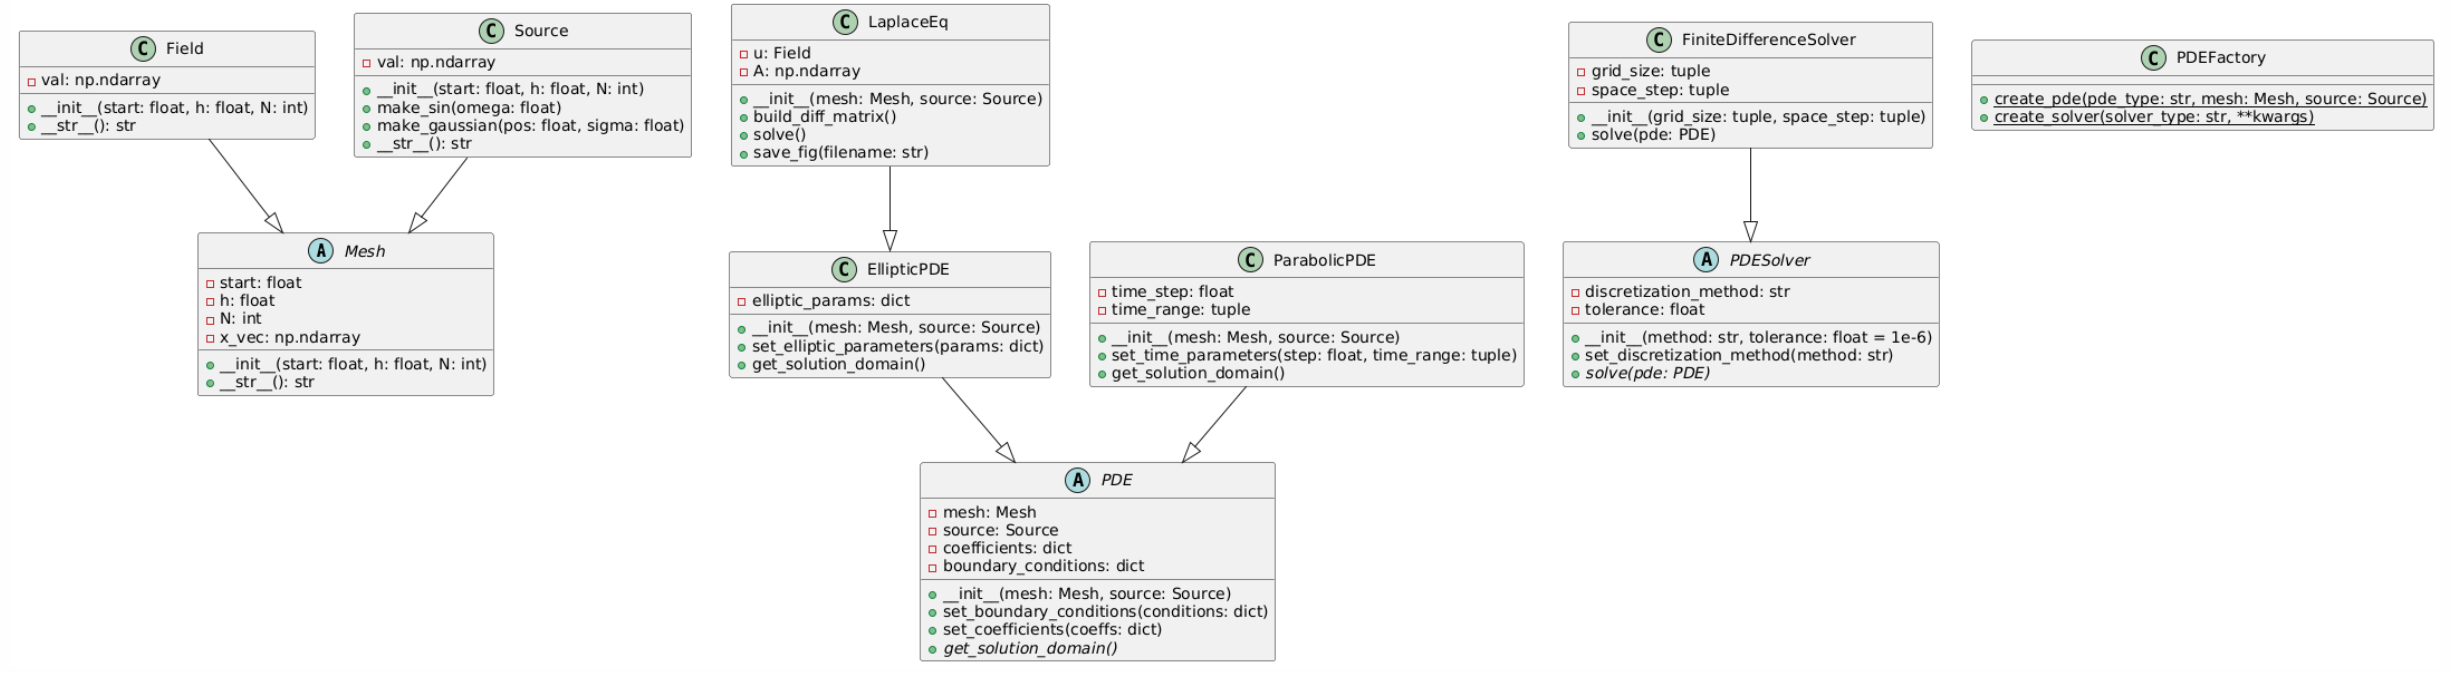 C Field
val: np.ndarray
__init__(start: float, h: float, N: int)
__str__(): str
C Source
val: np.ndarray
__init__(start: float, h: float, N: int)
make_sin(omega: float)
make_gaussian(pos: float, sigma: float)
__str__(): str
C LaplaceEq
u: Field
A: np.ndarray
__init__(mesh: Mesh, source: Source)
build_diff_matrix()
solve()
save_fig(filename: str)
C FiniteDifferenceSolver
grid_size: tuple
space_step: tuple
__init__(grid_size: tuple, space_step: tuple)
solve(pde: PDE)
C PDEFactory
create_pde(pde_type: str, mesh: Mesh, source: Source)
create_solver(solver_type: str, **kwargs)
A Mesh
start: float
h: float
N: int
x_vec: np.ndarray
__init__(start: float, h: float, N: int)
__str__(): str
C EllipticPDE
elliptic_params: dict
__init__(mesh: Mesh, source: Source)
set_elliptic_parameters(params: dict)
get_solution_domain()
C ParabolicPDE
time_step: float
time_range: tuple
__init__(mesh: Mesh, source: Source)
set_time_parameters(step: float, time_range: tuple)
get_solution_domain()
A PDESolver
discretization_method: str
tolerance: float
__init__(method: str, tolerance: float = 1e-6)
set_discretization_method(method: str)
solve(pde: PDE)
A PDE
mesh: Mesh
source: Source
coefficients: dict
boundary_conditions: dict
__init__(mesh: Mesh, source: Source)
set_boundary_conditions(conditions: dict)
set_coefficients(coeffs: dict)
get_solution_domain()